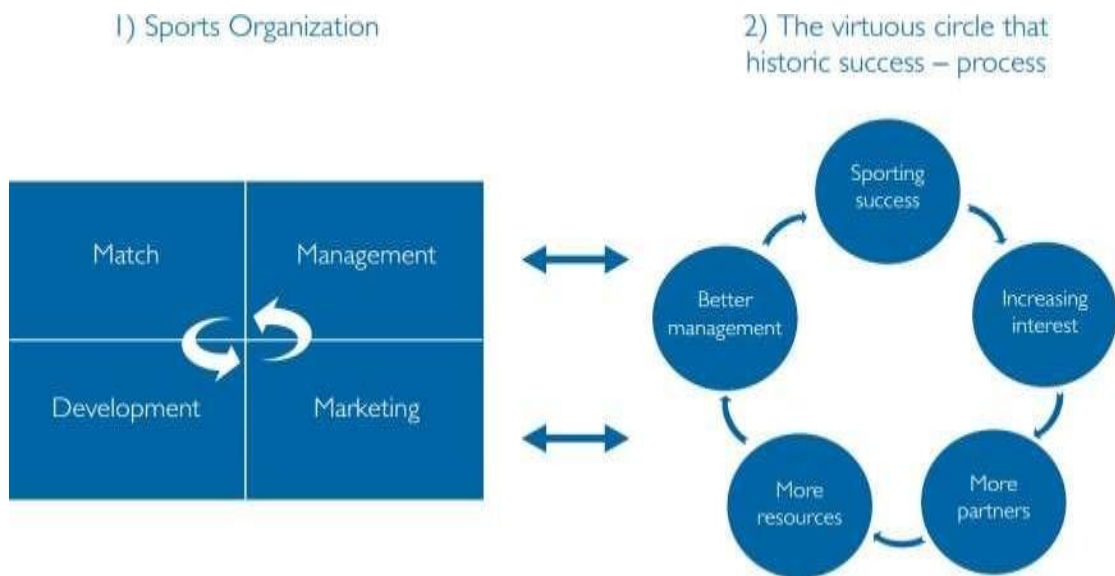 1) Sports Organization
2) The virtuous circle that
historic success – process
Match
Management
Development
Marketing
Sporting
success
Increasing
interest
More
partners
More
resources
Better
management